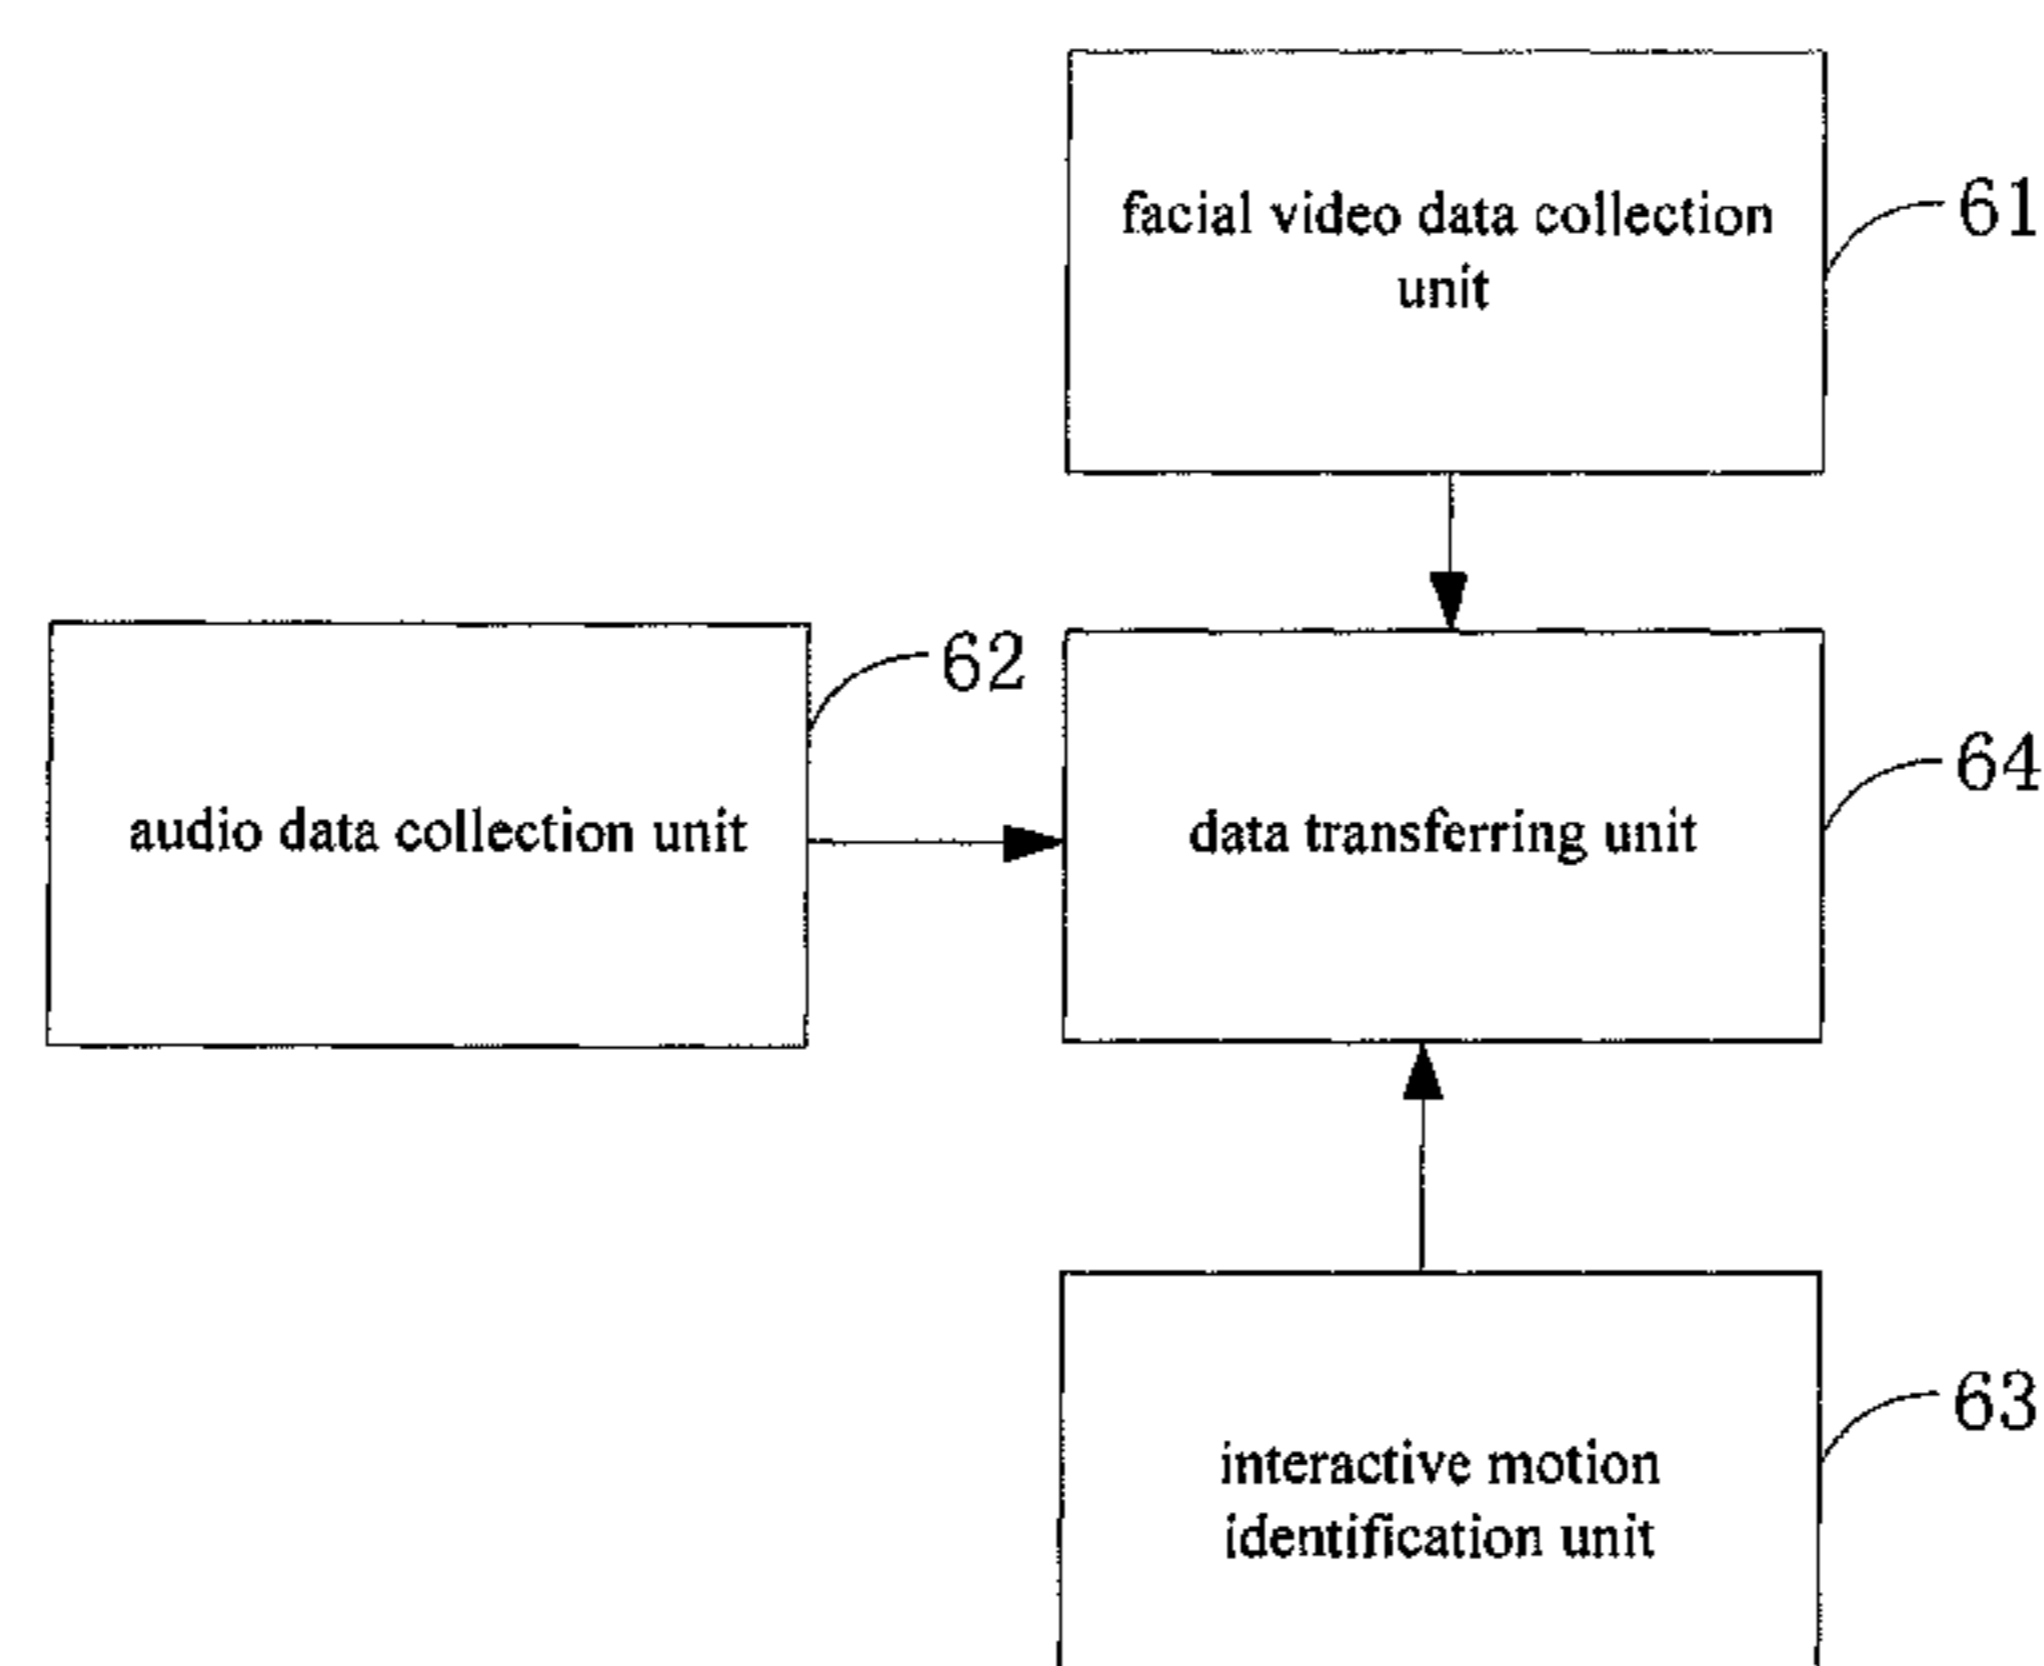 facial video data collection
unit
61
62
audio data collection unit
data transferring unit
64
interactive motion
identification unit
63